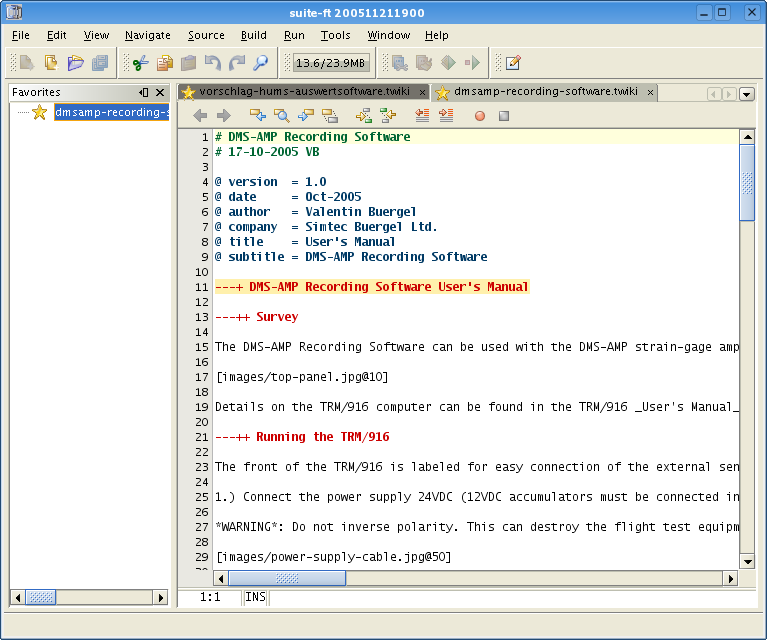 suite-ft 200511211900
File Edit View Navigate Source Build Run Tools Window Help
13.6/23.9MB
Favorites
vorschlag-hums-auswertsoftware.twiki
dmsamp-recording-software.twiki
dmsamp-recording-s
1 # DMS-AMP Recording Software
2 # 17-10-2005 VB
3
4 @ version = 1.0
5 @ date = Oct-2005
6 @ author = Valentin Buergel
7 @ company = Simtec Buergel Ltd.
8 @ title = User's Manual
9 @ subtitle = DMS-AMP Recording Software
10
11 ---+ DMS-AMP Recording Software User's Manual
12
13 ---++ Survey
14
15 The DMS-AMP Recording Software can be used with the DMS-AMP strain-gage amp
16
17 [images/top-panel.jpg@10]
18
19 Details on the TRM/916 computer can be found in the TRM/916 _User's Manual_
20
21 ---++ Running the TRM/916
22
23 The front of the TRM/916 is labeled for easy connection of the external sen
24
25 1.) Connect the power supply 24VDC (12VDC accumulators must be connected in
26
27 *WARNING*: Do not inverse polarity. This can destroy the flight test equipm
28
29 [images/power-supply-cable.jpg@50]
1:1 INS